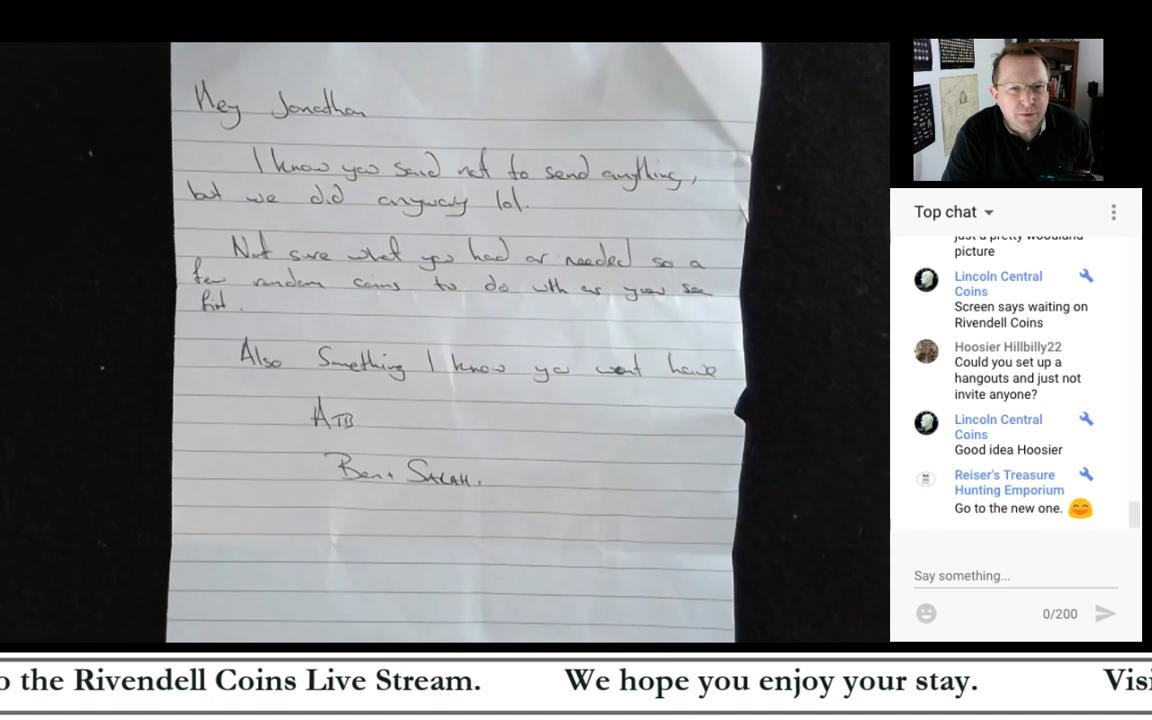 Hey Jonathan
I know you said not to send anything,
but we did anyway lol.
Not sure what you had or needed so a
few random coins to do with as you see
fit.
Also Something I know you wont have
ATB
Ben + SARAH.
Top chat
just a pretty woodland
picture
Lincoln Central
Coins
Screen says waiting on
Rivendell Coins
Hoosier Hillbilly22
Could you set up a
hangouts and just not
invite anyone?
Lincoln Central
Coins
Good idea Hoosier
Reiser's Treasure
Hunting Emporium
Go to the new one. 🤗
Say something...
0/200
o the Rivendell Coins Live Stream. We hope you enjoy your stay. Visi